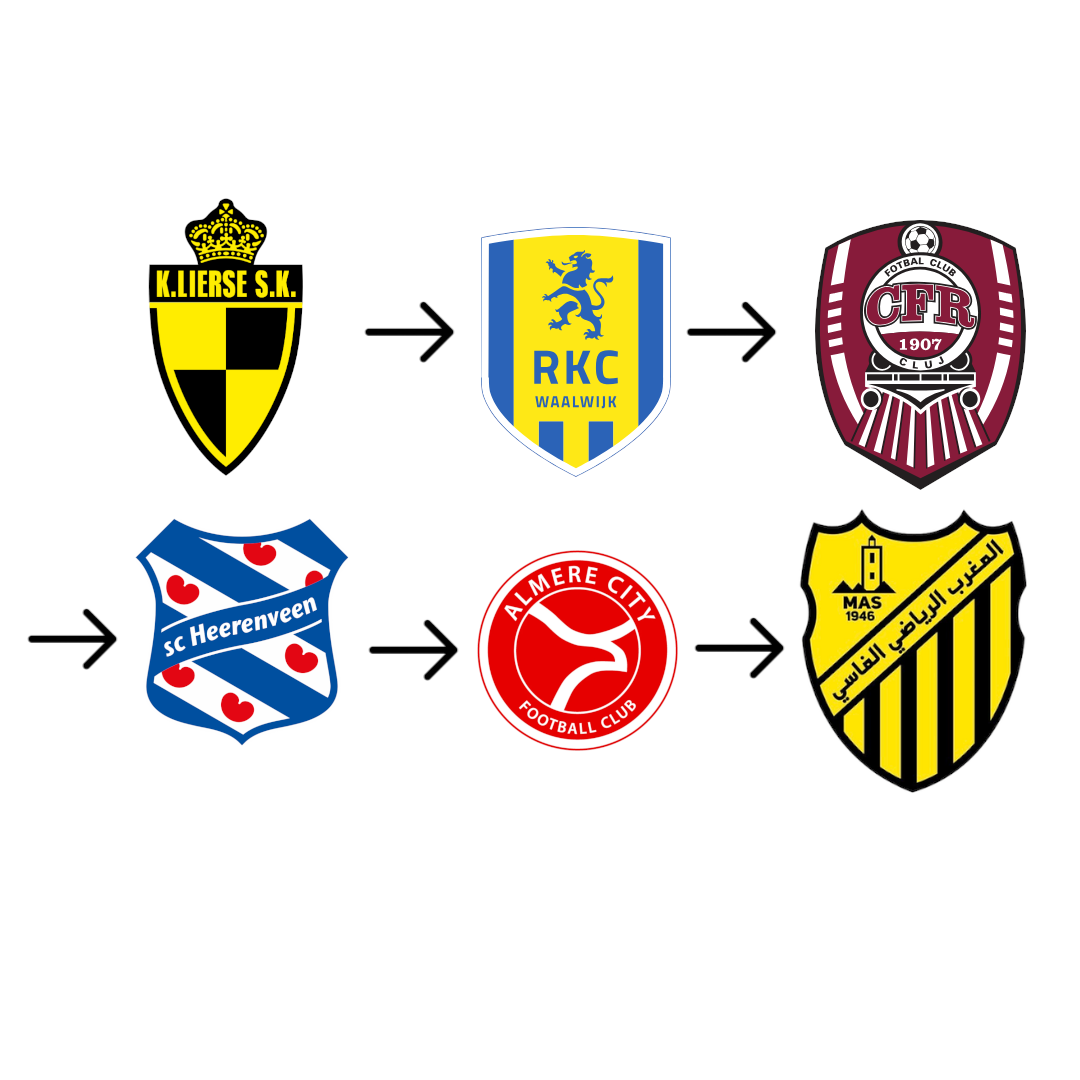 K.LIERSE S.K.
RKC
WAALWIJK
FOTBAL CLUB
CFR
1907
CLUJ
sc Heerenveen
ALMERE CITY
FOOTBALL CLUB
MAS
1946
المغرب الرياضي الفاسي